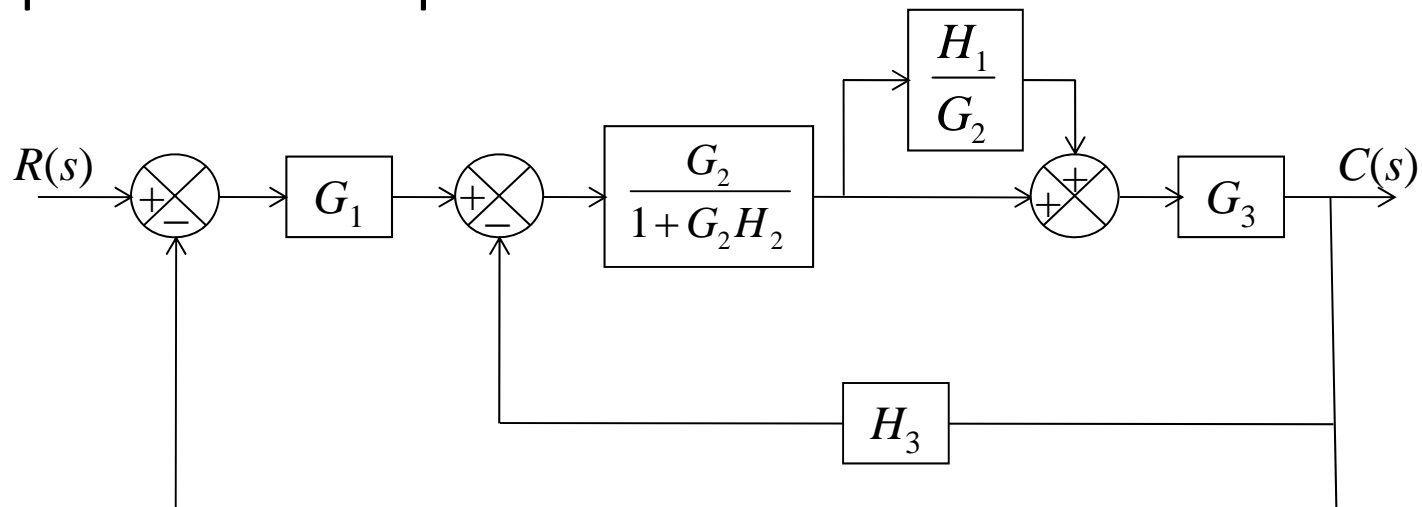 H₁
G₂
R(s)
+
−
G₁
+
−
G₂
1+G₂H₂
+
+
G₃
C(s)
H₃